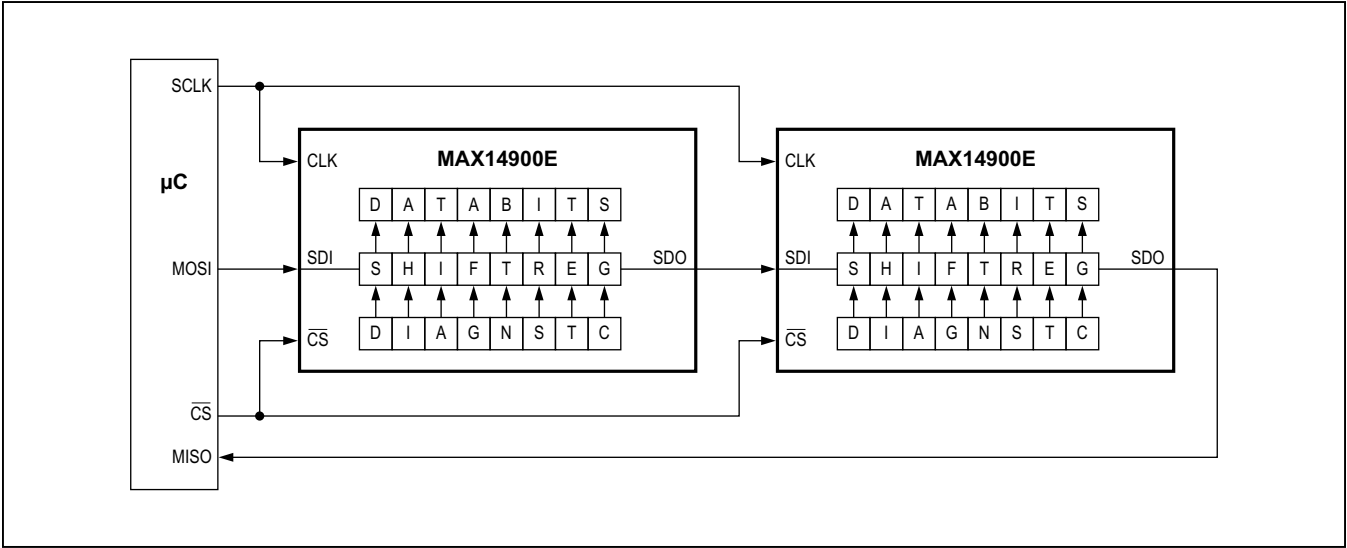 SCLK
µC
MOSI
CS
MISO
MAX14900E
CLK
D A T A B I T S
SDI
S H I F T R E G
SDO
CS
D I A G N S T C
MAX14900E
CLK
D A T A B I T S
SDI
S H I F T R E G
SDO
CS
D I A G N S T C